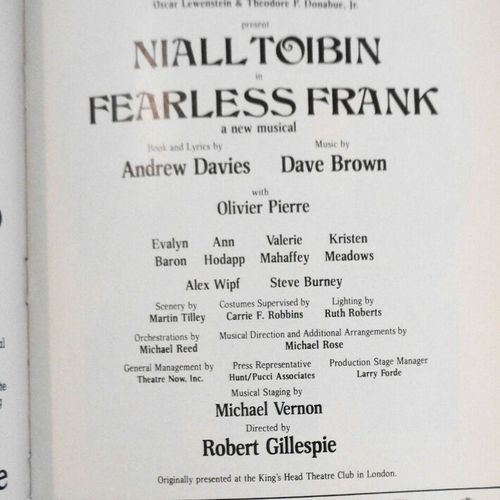 Oscar Lewenstein & Theodore P. Donahue, Jr.
present
NIALL TOIBIN
in
FEARLESS FRANK
a new musical
Book and Lyrics by Music by
Andrew Davies Dave Brown
with
Olivier Pierre
Evalyn Ann Valerie Kristen
Baron Hodapp Mahaffey Meadows
Alex Wipf Steve Burney
Scenery by Costumes Supervised by Lighting by
Martin Tilley Carrie F. Robbins Ruth Roberts
Orchestrations by Musical Direction and Additional Arrangements by
Michael Reed Michael Rose
General Management by Press Representative Production Stage Manager
Theatre Now, Inc. Hunt/Pucci Associates Larry Forde
Musical Staging by
Michael Vernon
Directed by
Robert Gillespie
Originally presented at the King's Head Theatre Club in London.